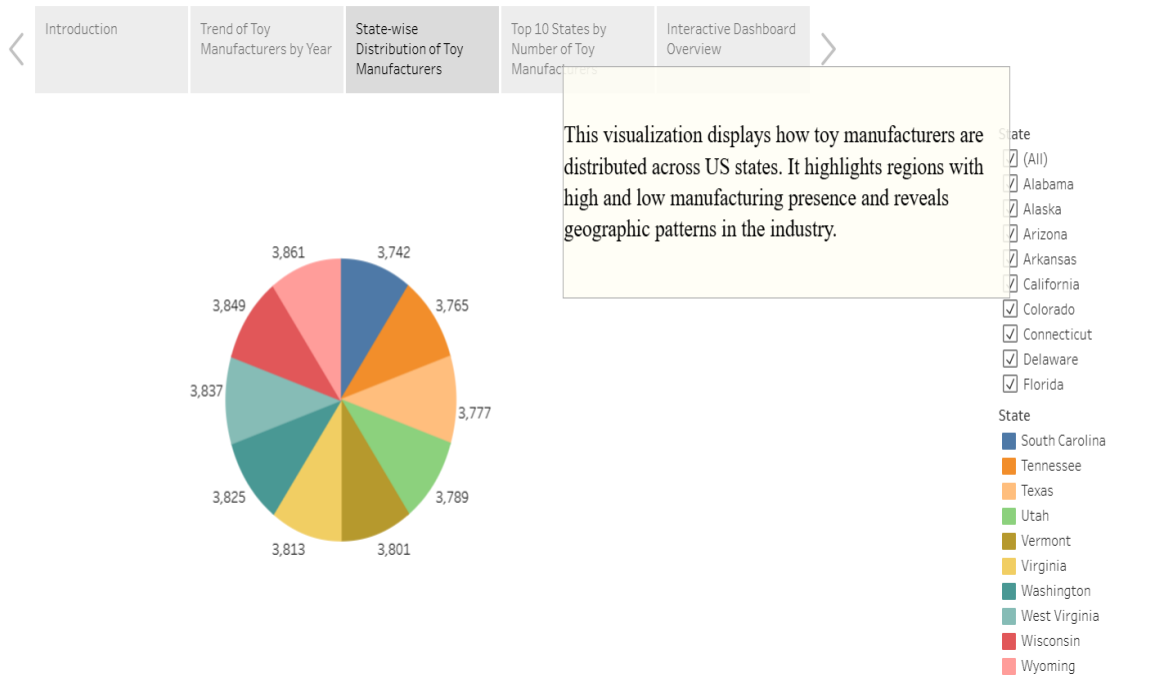 Introduction
Trend of Toy
Manufacturers by Year
State-wise
Distribution of Toy
Manufacturers
Top 10 States by
Number of Toy
Manufacturers
Interactive Dashboard
Overview
This visualization displays how toy manufacturers are
distributed across US states. It highlights regions with
high and low manufacturing presence and reveals
geographic patterns in the industry.
3,861
3,742
3,849
3,765
3,837
3,777
3,825
3,789
3,813
3,801
State
(All)
Alabama
Alaska
Arizona
Arkansas
California
Colorado
Connecticut
Delaware
Florida
State
South Carolina
Tennessee
Texas
Utah
Vermont
Virginia
Washington
West Virginia
Wisconsin
Wyoming